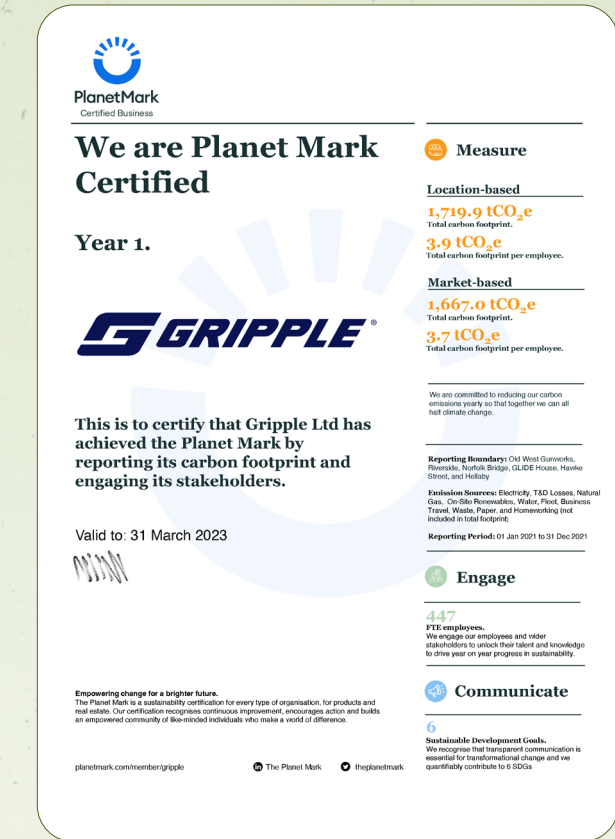 PlanetMark
Certified Business
We are Planet Mark
Certified
Year 1.
GRIPPLE®
This is to certify that Gripple Ltd has
achieved the Planet Mark by
reporting its carbon footprint and
engaging its stakeholders.
Valid to: 31 March 2023
Empowering change for a brighter future.
The Planet Mark is a sustainability certification for every type of organisation, for products and
real estate. Our certification recognises continuous improvement, encourages action and builds
an empowered community of like-minded individuals who make a world of difference.
planetmark.com/member/gripple
The Planet Mark
theplanetmark
Measure
Location-based
1,719.9 tCO₂e
Total carbon footprint.
3.9 tCO₂e
Total carbon footprint per employee.
Market-based
1,667.0 tCO₂e
Total carbon footprint.
3.7 tCO₂e
Total carbon footprint per employee.
We are committed to reducing our carbon
emissions yearly so that together we can all
halt climate change.
Reporting Boundary: Old West Gunworks,
Riverside, Norfolk Bridge, GLIDE House, Hawke
Street, and Hellaby
Emission Sources: Electricity, T&D Losses, Natural
Gas, On-Site Renewables, Water, Fleet, Business
Travel, Waste, Paper, and Homeworking (not
included in total footprint)
Reporting Period: 01 Jan 2021 to 31 Dec 2021
Engage
447
FTE employees.
We engage our employees and wider
stakeholders to unlock their talent and knowledge
to drive year on year progress in sustainability.
Communicate
6
Sustainable Development Goals.
We recognise that transparent communication is
essential for transformational change and we
quantifiably contribute to 6 SDGs